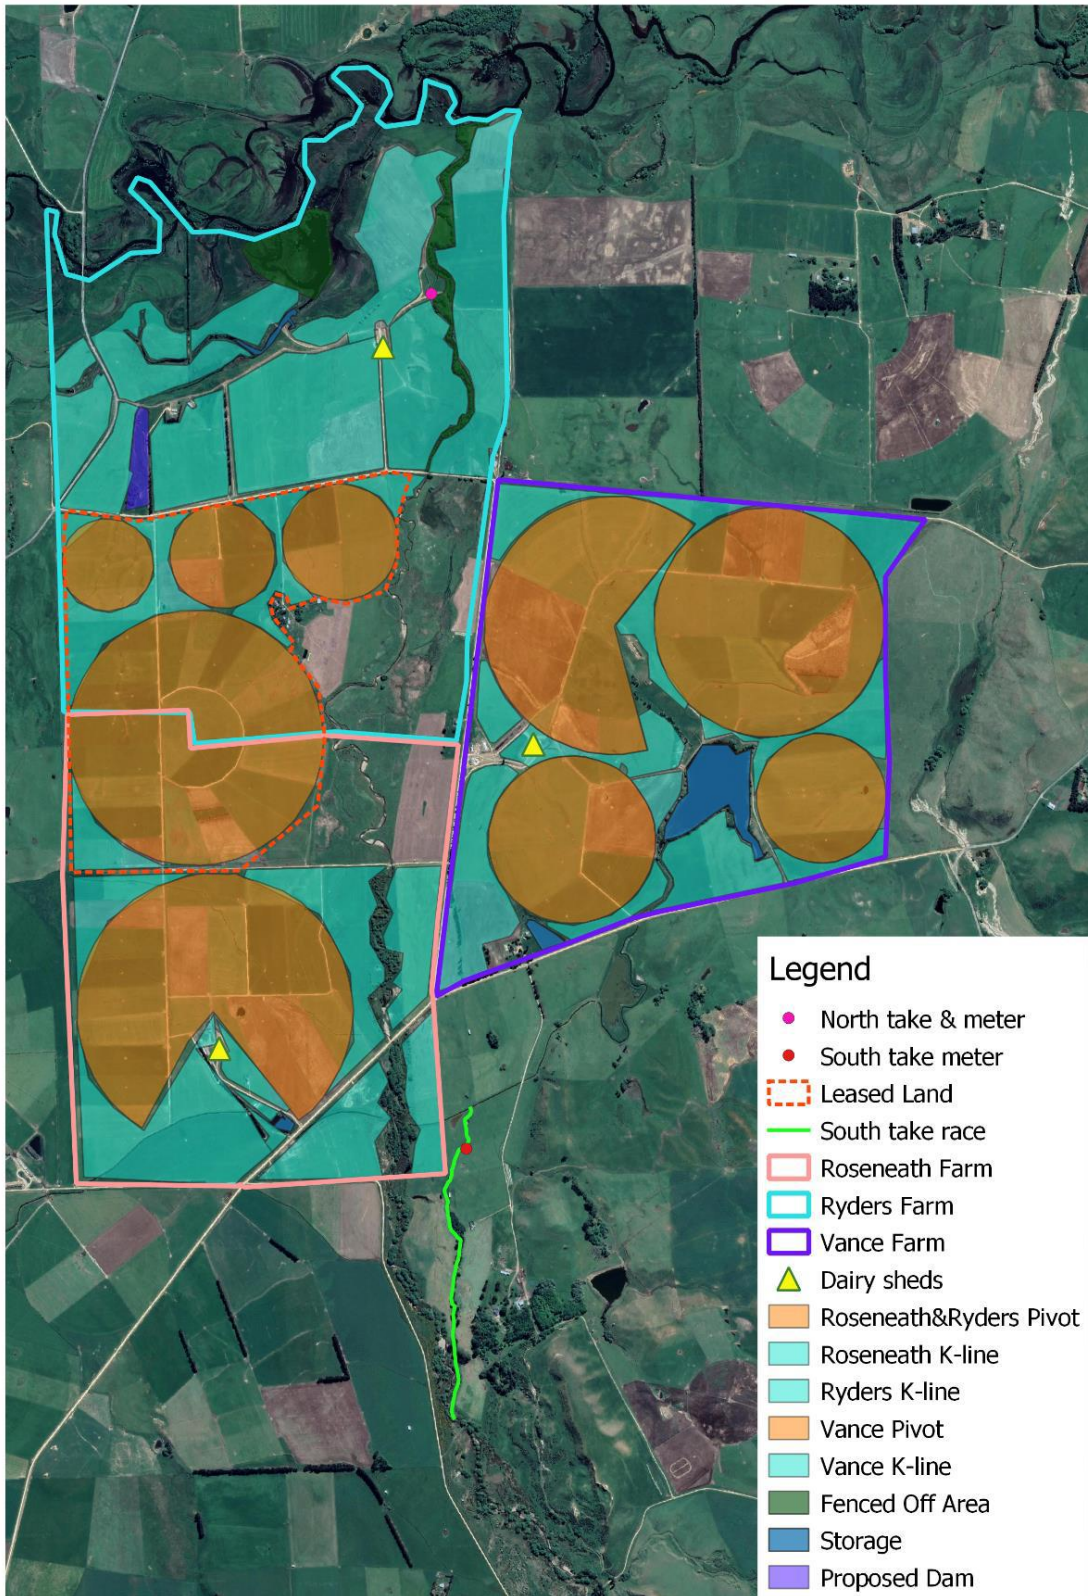 Legend
North take & meter
South take meter
Leased Land
South take race
Roseneath Farm
Ryders Farm
Vance Farm
Dairy sheds
Roseneath&Ryders Pivot
Roseneath K-line
Ryders K-line
Vance Pivot
Vance K-line
Fenced Off Area
Storage
Proposed Dam